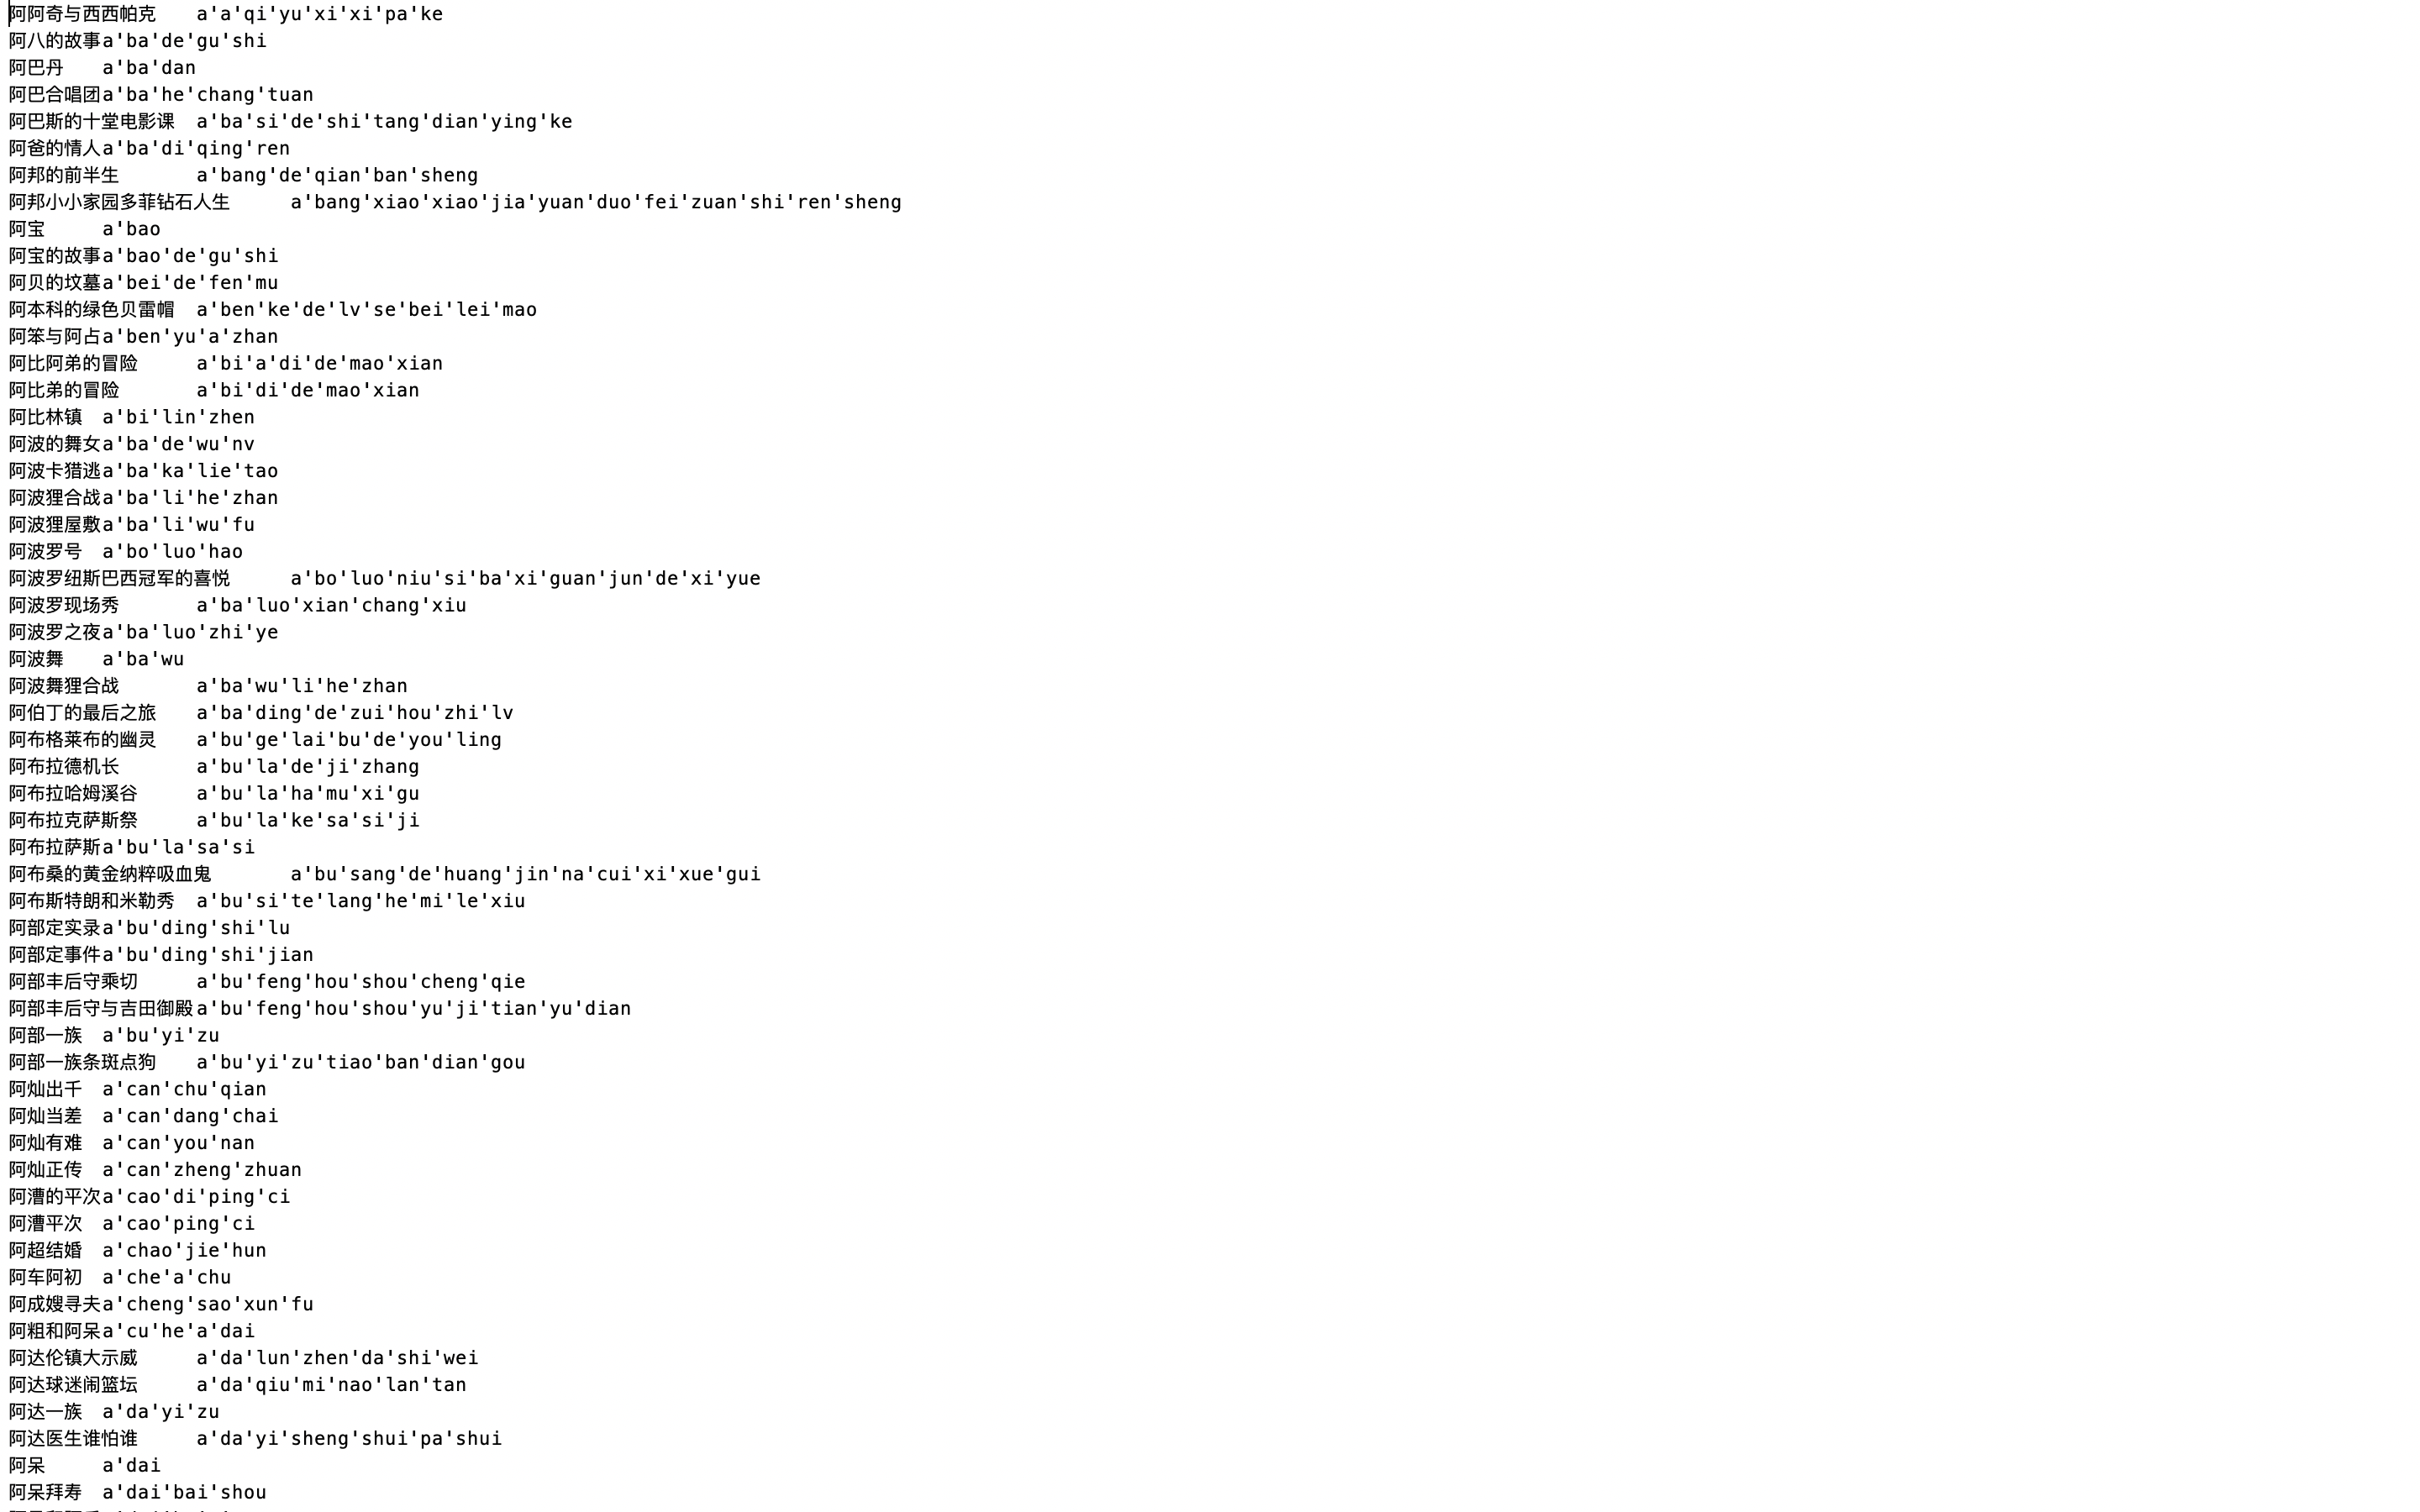 阿阿奇与西西帕克	a'a'qi'yu'xi'xi'pa'ke
阿八的故事	a'ba'de'gu'shi
阿巴丹	a'ba'dan
阿巴合唱团	a'ba'he'chang'tuan
阿巴斯的十堂电影课	a'ba'si'de'shi'tang'dian'ying'ke
阿爸的情人	a'ba'di'qing'ren
阿邦的前半生	a'bang'de'qian'ban'sheng
阿邦小小家园多菲钻石人生	a'bang'xiao'xiao'jia'yuan'duo'fei'zuan'shi'ren'sheng
阿宝	a'bao
阿宝的故事	a'bao'de'gu'shi
阿贝的坟墓	a'bei'de'fen'mu
阿本科的绿色贝雷帽	a'ben'ke'de'lv'se'bei'lei'mao
阿笨与阿占	a'ben'yu'a'zhan
阿比阿弟的冒险	a'bi'a'di'de'mao'xian
阿比弟的冒险	a'bi'di'de'mao'xian
阿比林镇	a'bi'lin'zhen
阿波的舞女	a'ba'de'wu'nv
阿波卡猎逃	a'ba'ka'lie'tao
阿波狸合战	a'ba'li'he'zhan
阿波狸屋敷	a'ba'li'wu'fu
阿波罗号	a'bo'luo'hao
阿波罗纽斯巴西冠军的喜悦	a'bo'luo'niu'si'ba'xi'guan'jun'de'xi'yue
阿波罗现场秀	a'ba'luo'xian'chang'xiu
阿波罗之夜	a'ba'luo'zhi'ye
阿波舞	a'ba'wu
阿波舞狸合战	a'ba'wu'li'he'zhan
阿伯丁的最后之旅	a'ba'ding'de'zui'hou'zhi'lv
阿布格莱布的幽灵	a'bu'ge'lai'bu'de'you'ling
阿布拉德机长	a'bu'la'de'ji'zhang
阿布拉哈姆溪谷	a'bu'la'ha'mu'xi'gu
阿布拉克萨斯祭	a'bu'la'ke'sa'si'ji
阿布拉萨斯	a'bu'la'sa'si
阿布桑的黄金纳粹吸血鬼	a'bu'sang'de'huang'jin'na'cui'xi'xue'gui
阿布斯特朗和米勒秀	a'bu'si'te'lang'he'mi'le'xiu
阿部定实录	a'bu'ding'shi'lu
阿部定事件	a'bu'ding'shi'jian
阿部丰后守乘切	a'bu'feng'hou'shou'cheng'qie
阿部丰后守与吉田御殿	a'bu'feng'hou'shou'yu'ji'tian'yu'dian
阿部一族	a'bu'yi'zu
阿部一族条斑点狗	a'bu'yi'zu'tiao'ban'dian'gou
阿灿出千	a'can'chu'qian
阿灿当差	a'can'dang'chai
阿灿有难	a'can'you'nan
阿灿正传	a'can'zheng'zhuan
阿漕的平次	a'cao'di'ping'ci
阿漕平次	a'cao'ping'ci
阿超结婚	a'chao'jie'hun
阿车阿初	a'che'a'chu
阿成嫂寻夫	a'cheng'sao'xun'fu
阿粗和阿呆	a'cu'he'a'dai
阿达伦镇大示威	a'da'lun'zhen'da'shi'wei
阿达球迷闹篮坛	a'da'qiu'mi'nao'lan'tan
阿达一族	a'da'yi'zu
阿达医生谁怕谁	a'da'yi'sheng'shui'pa'shui
阿呆	a'dai
阿呆拜寿	a'dai'bai'shou